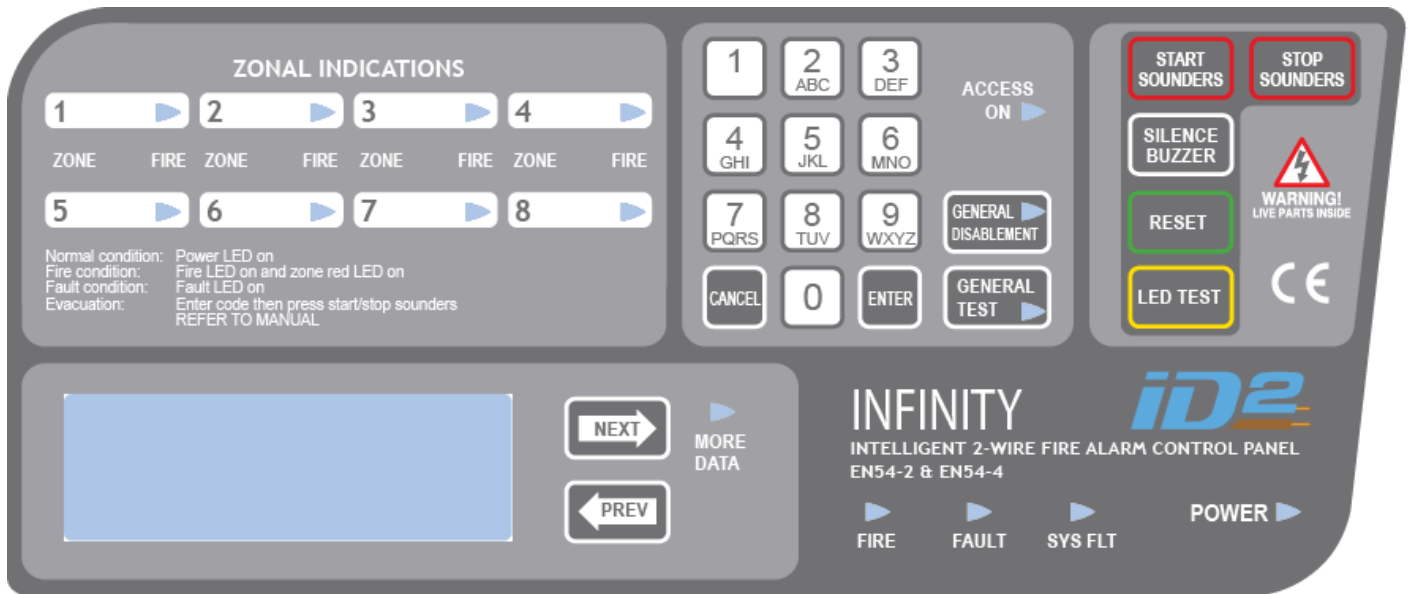 ZONAL INDICATIONS
1 2 3 4
ZONE FIRE ZONE FIRE ZONE FIRE ZONE FIRE
5 6 7 8
Normal condition: Power LED on
Fire condition: Fire LED on and zone red LED on
Fault condition: Fault LED on
Evacuation: Enter code then press start/stop sounders
REFER TO MANUAL
1
2
ABC
3
DEF
4
GHI
5
JKL
6
MNO
7
PQRS
8
TUV
9
WXYZ
CANCEL
0
ENTER
ACCESS
ON
GENERAL
DISABLEMENT
GENERAL
TEST
START
SOUNDERS
STOP
SOUNDERS
SILENCE
BUZZER
RESET
LED TEST
WARNING!
LIVE PARTS INSIDE
CE
NEXT
PREV
MORE
DATA
INFINITY
iD2
INTELLIGENT 2-WIRE FIRE ALARM CONTROL PANEL
EN54-2 & EN54-4
FIRE
FAULT
SYS FLT
POWER